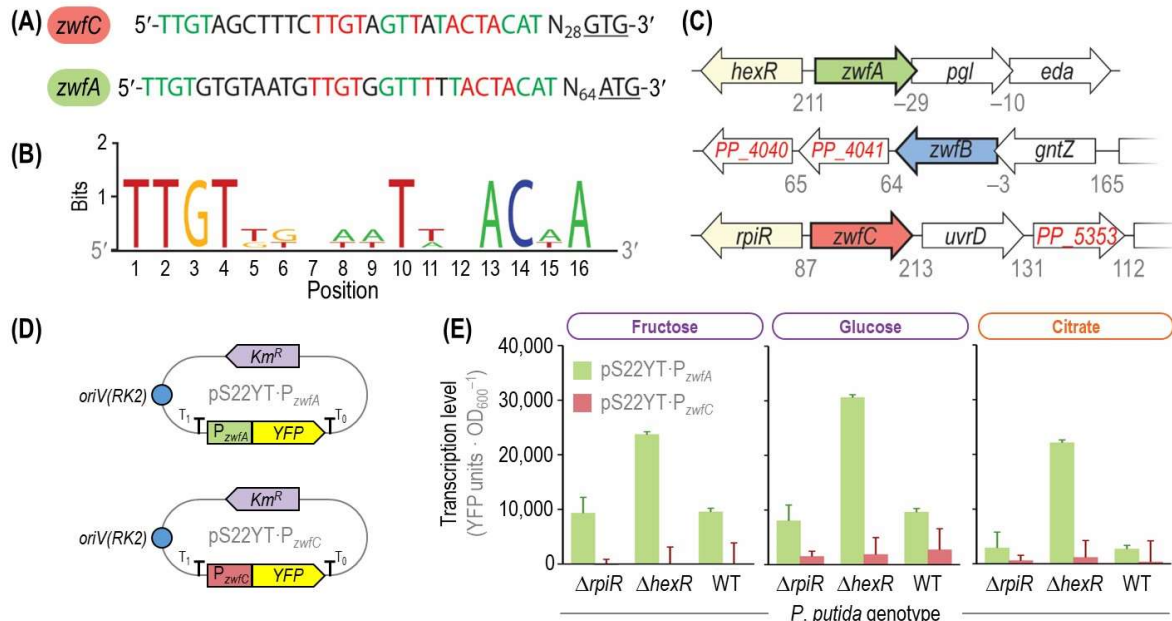 (A)
zwfC 5′-TTGTAGCTTTCTTGTAGTTATACTACAT N28GTG-3′
zwfA 5′-TTGTGTGTAATGTTGTGGTTTTTACTACAT N64ATG-3′
(B)
Bits
2
1
5′ 3′
T T G T T G A A T T A C A A
G T T T A T
1 2 3 4 5 6 7 8 9 10 11 12 13 14 15 16
Position
(C)
hexR zwfA pgl eda
211 −29 −10
PP_4040 PP_4041 zwfB gntZ
65 64 −3 165
rpiR zwfC uvrD PP_5353
87 213 131 112
(D)
KmR
pS22YT·PzwfA
oriV(RK2)
T1 T0
PzwfA YFP
KmR
pS22YT·PzwfC
oriV(RK2)
T1 T0
PzwfC YFP
(E)
Fructose Glucose Citrate
Transcription level
(YFP units · OD600−1)
40,000
30,000
20,000
10,000
0
pS22YT·PzwfA
pS22YT·PzwfC
ΔrpiR ΔhexR WT ΔrpiR ΔhexR WT ΔrpiR ΔhexR WT
P. putida genotype